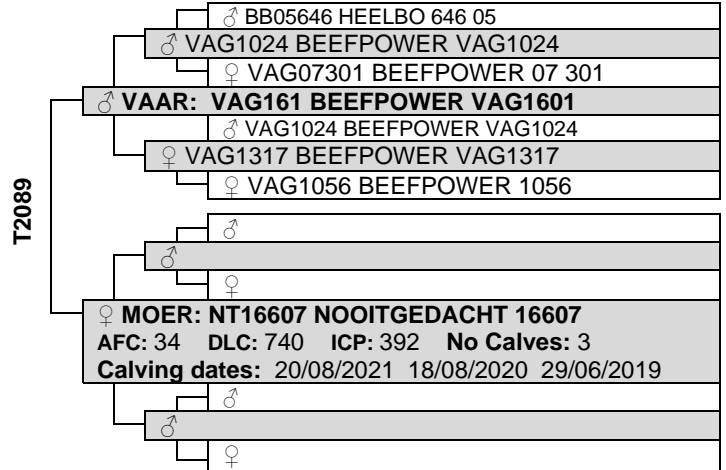 ♂ BB05646 HEELBO 646 05
♂ VAG1024 BEEFPOWER VAG1024
♀ VAG07301 BEEFPOWER 07 301
♂ VAAR: VAG161 BEEFPOWER VAG1601
♂ VAG1024 BEEFPOWER VAG1024
♀ VAG1317 BEEFPOWER VAG1317
♀ VAG1056 BEEFPOWER 1056
T2089
♂
♂
♀
♀ MOER: NT16607 NOOITGEDACHT 16607
AFC: 34 DLC: 740 ICP: 392 No Calves: 3
Calving dates: 20/08/2021 18/08/2020 29/06/2019
♂
♂
♀